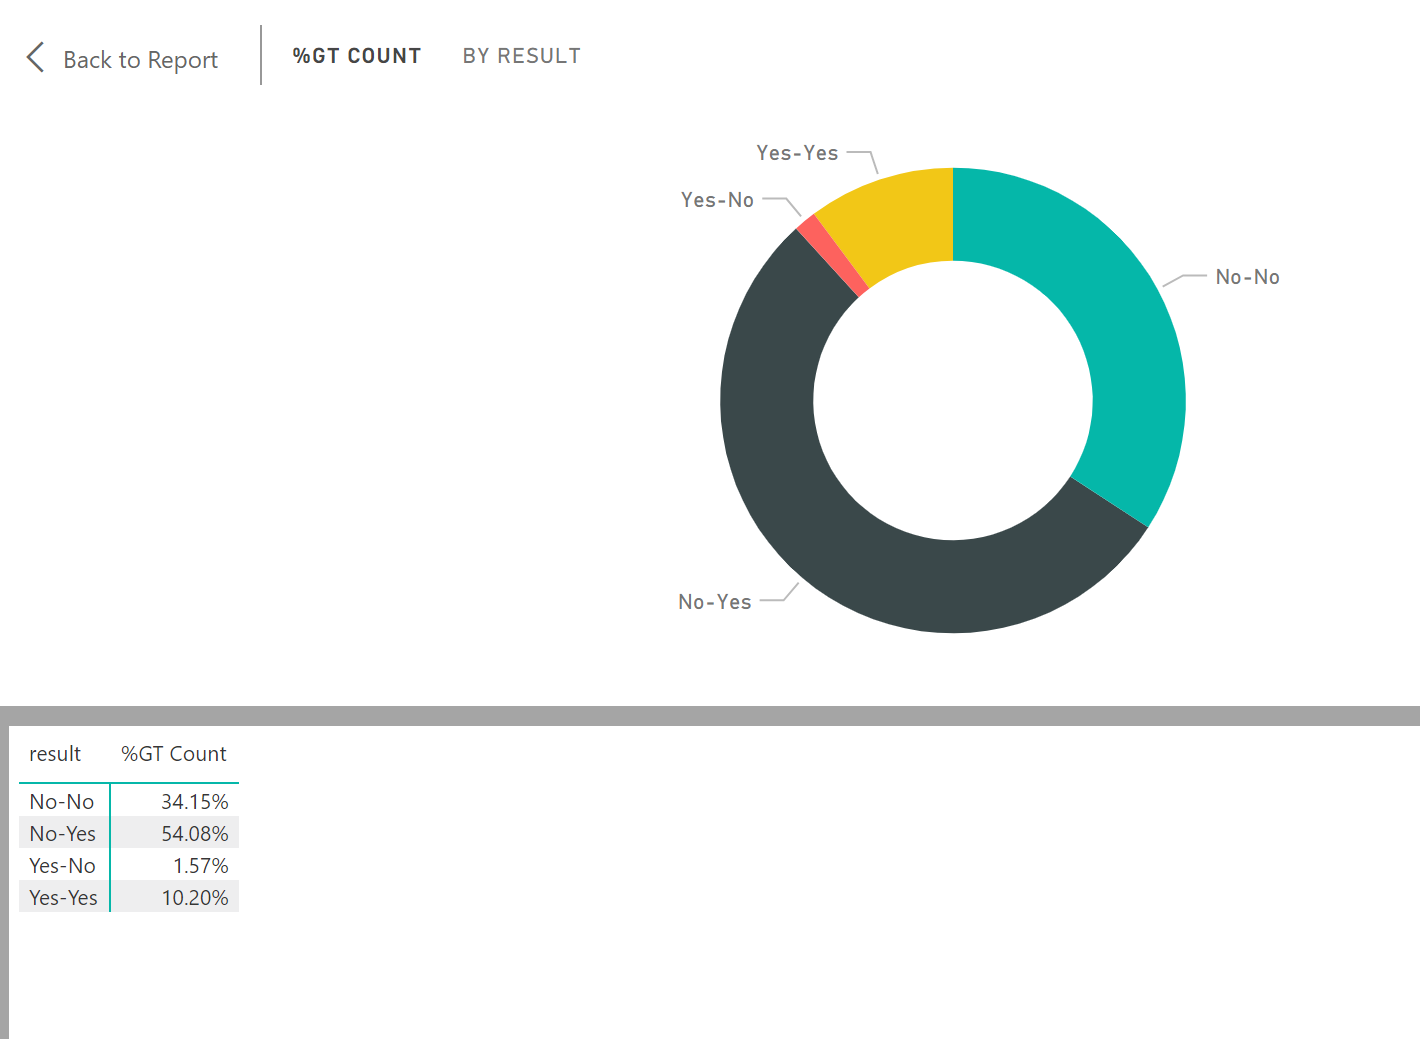 Back to Report
%GT COUNT BY RESULT
Yes-Yes
Yes-No
No-No
No-Yes
result %GT Count
No-No 34.15%
No-Yes 54.08%
Yes-No 1.57%
Yes-Yes 10.20%